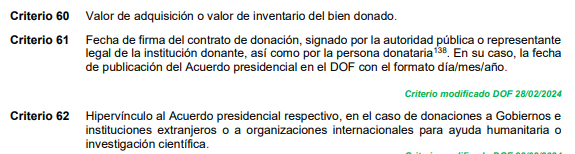 Criterio 60 Valor de adquisición o valor de inventario del bien donado.
Criterio 61 Fecha de firma del contrato de donación, signado por la autoridad pública o representante
legal de la institución donante, así como por la persona donataria138. En su caso, la fecha
de publicación del Acuerdo presidencial en el DOF con el formato día/mes/año.
Criterio modificado DOF 28/02/2024
Criterio 62 Hipervínculo al Acuerdo presidencial respectivo, en el caso de donaciones a Gobiernos e
instituciones extranjeros o a organizaciones internacionales para ayuda humanitaria o
investigación científica.